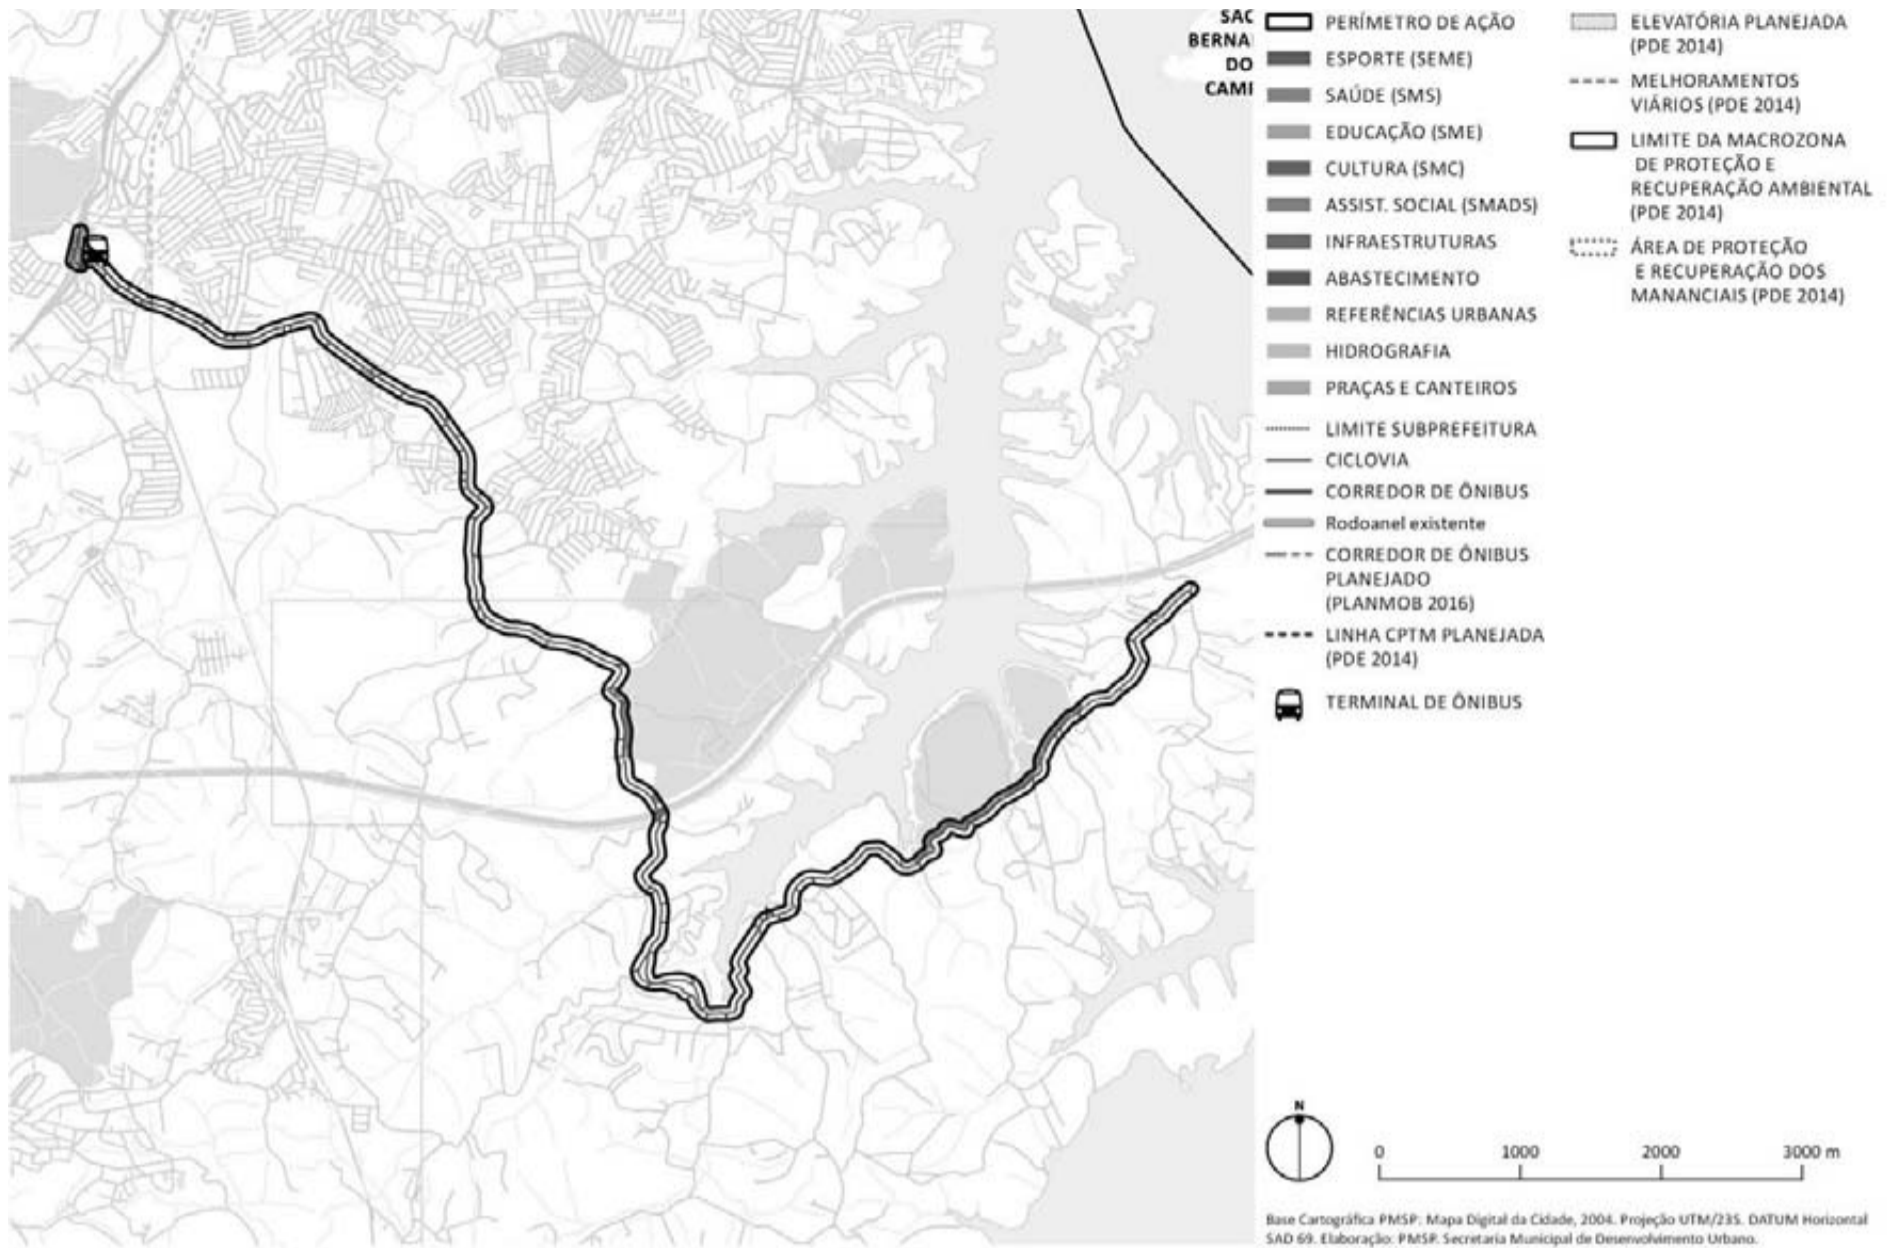 SAC
BERNA
DO
CAMI
PERÍMETRO DE AÇÃO
ESPORTE (SEME)
SAÚDE (SMS)
EDUCAÇÃO (SME)
CULTURA (SMC)
ASSIST. SOCIAL (SMADS)
INFRAESTRUTURAS
ABASTECIMENTO
REFERÊNCIAS URBANAS
HIDROGRAFIA
PRAÇAS E CANTEIROS
LIMITE SUBPREFEITURA
CICLOVIA
CORREDOR DE ÔNIBUS
Rodoanel existente
CORREDOR DE ÔNIBUS
PLANEJADO
(PLANMOB 2016)
LINHA CPTM PLANEJADA
(PDE 2014)
TERMINAL DE ÔNIBUS
ELEVATÓRIA PLANEJADA
(PDE 2014)
MELHORAMENTOS
VIÁRIOS (PDE 2014)
LIMITE DA MACROZONA
DE PROTEÇÃO E
RECUPERAÇÃO AMBIENTAL
(PDE 2014)
ÁREA DE PROTEÇÃO
E RECUPERAÇÃO DOS
MANANCIAIS (PDE 2014)
N
0 1000 2000 3000 m
Base Cartográfica PMSP: Mapa Digital da Cidade, 2004. Projeção UTM/23S. DATUM Horizontal
SAD 69. Elaboração: PMSP. Secretaria Municipal de Desenvolvimento Urbano.